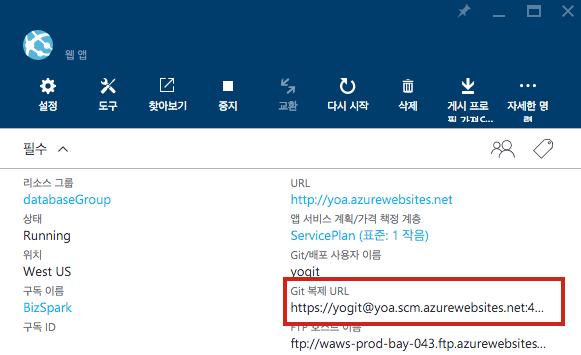 웹 앱
설정
도구
찾아보기
중지
교환
다시 시작
삭제
게시 프로
필 가져C...
자세한 명
령
필수
리소스 그룹
databaseGroup
상태
Running
위치
West US
구독 이름
BizSpark
구독 ID
URL
http://yoa.azurewebsites.net
앱 서비스 계획/가격 책정 계층
ServicePlan (표준: 1 작음)
Git/배포 사용자 이름
yogit
Git 복제 URL
https://yogit@yoa.scm.azurewebsites.net:4...
FTP 호스트 이름
ftp://waws-prod-bay-043.ftp.azurewebsites...